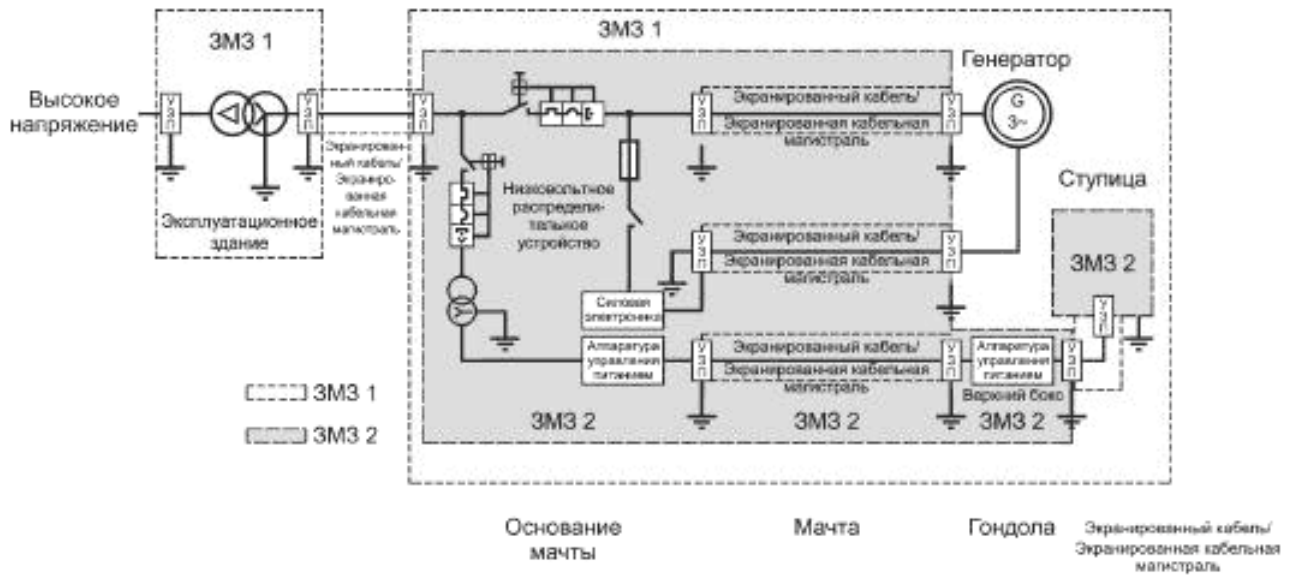 ЗМЗ 1
ЗМЗ 1
Генератор
Высокое
напряжение
УЗП
УЗП
УЗП
УЗП
Экранированный кабель/
Экранированная кабельная
магистраль
УЗП
G
3~
Экранирован-
ный кабель/
Экраниро-
ванная
кабельная
магистраль
Низковольтное
распредели-
тельное
устройство
Ступица
Эксплуатационное
здание
УЗП
Экранированный кабель/
Экранированная кабельная
магистраль
УЗП
ЗМЗ 2
Силовая
электроника
УЗП
Аппаратура
управления
питанием
УЗП
Экранированный кабель/
Экранированная кабельная
магистраль
УЗП
Аппаратура
управления
питанием
УЗП
Верхний бокс
ЗМЗ 1
ЗМЗ 2
ЗМЗ 2
ЗМЗ 2
ЗМЗ 2
Основание
мачты
Мачта
Гондола
Экранированный кабель/
Экранированная кабельная
магистраль